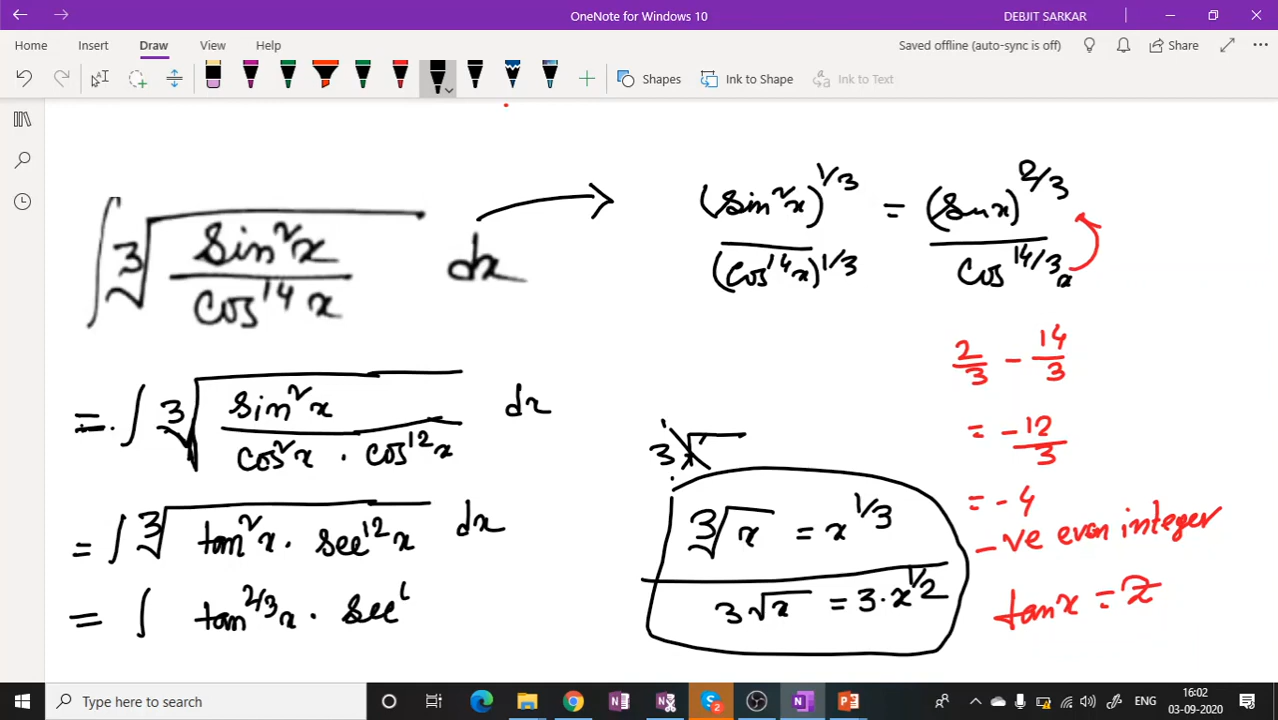 OneNote for Windows 10
DEBJIT SARKAR
Home Insert Draw View Help
Saved offline (auto-sync is off)
Share
Shapes
Ink to Shape
Ink to Text
∫ ∛(sin²x / cos¹⁴x) dx
(sin²x)^1/3 / (cos¹⁴x)^1/3 = (sin x)^2/3 / cos^14/3 x
2/3 - 14/3
= -12/3
= -4
-ve even integer
tan x = z
= ∫ ∛(sin²x / cos²x · cos¹²x) dx
= ∫ ∛(tan²x · sec¹²x) dx
= ∫ tan^2/3 x · sec
3√
∛x = x^1/3
3√x = 3·x^1/2
Type here to search
2
ENG
16:02
03-09-2020